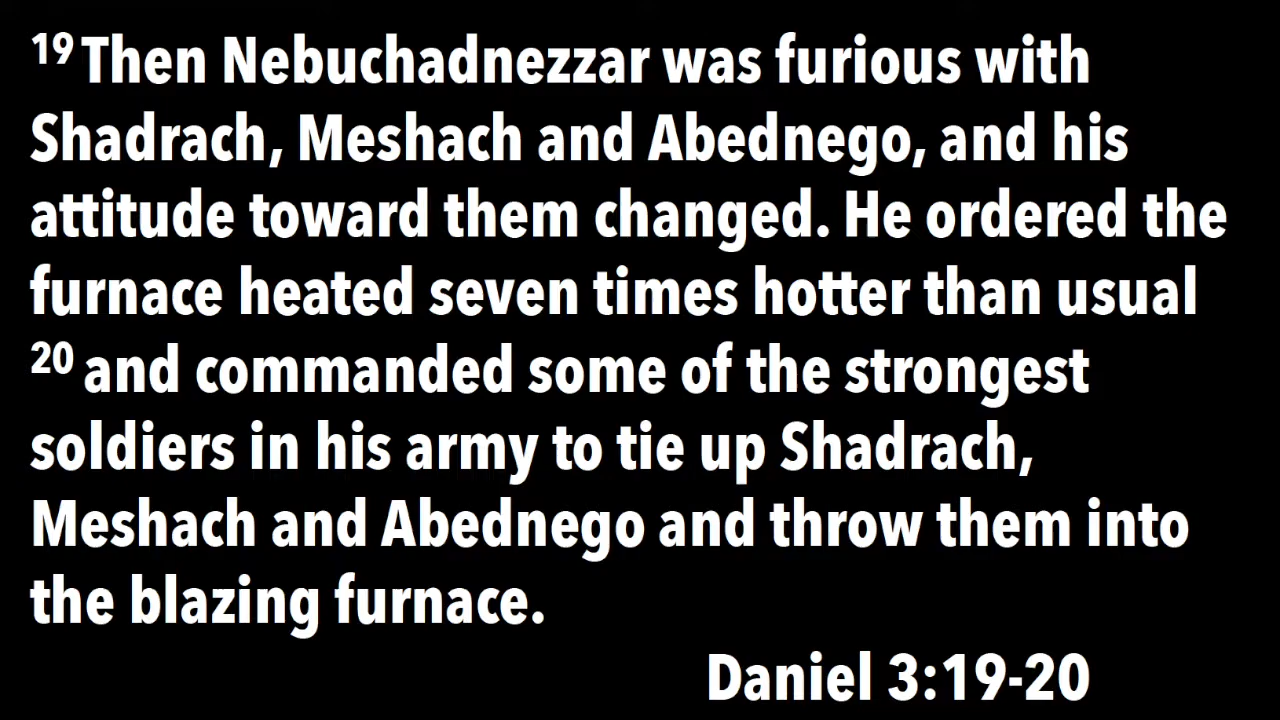 19 Then Nebuchadnezzar was furious with
Shadrach, Meshach and Abednego, and his
attitude toward them changed. He ordered the
furnace heated seven times hotter than usual
20 and commanded some of the strongest
soldiers in his army to tie up Shadrach,
Meshach and Abednego and throw them into
the blazing furnace.
Daniel 3:19-20